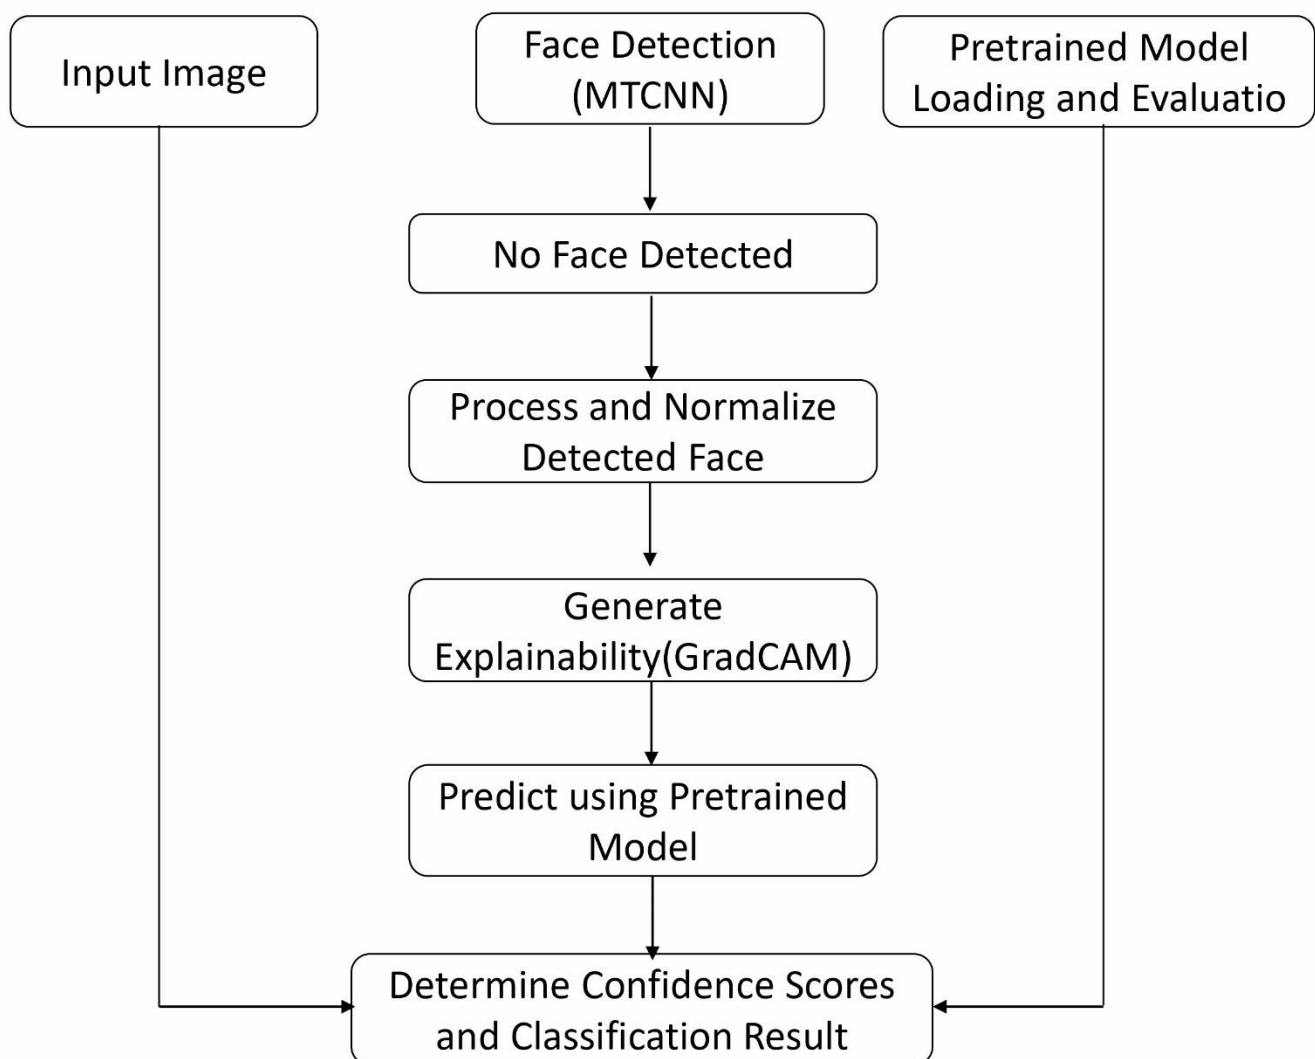 Input Image
Face Detection
(MTCNN)
Pretrained Model
Loading and Evaluatio
No Face Detected
Process and Normalize
Detected Face
Generate
Explainability(GradCAM)
Predict using Pretrained
Model
Determine Confidence Scores
and Classification Result